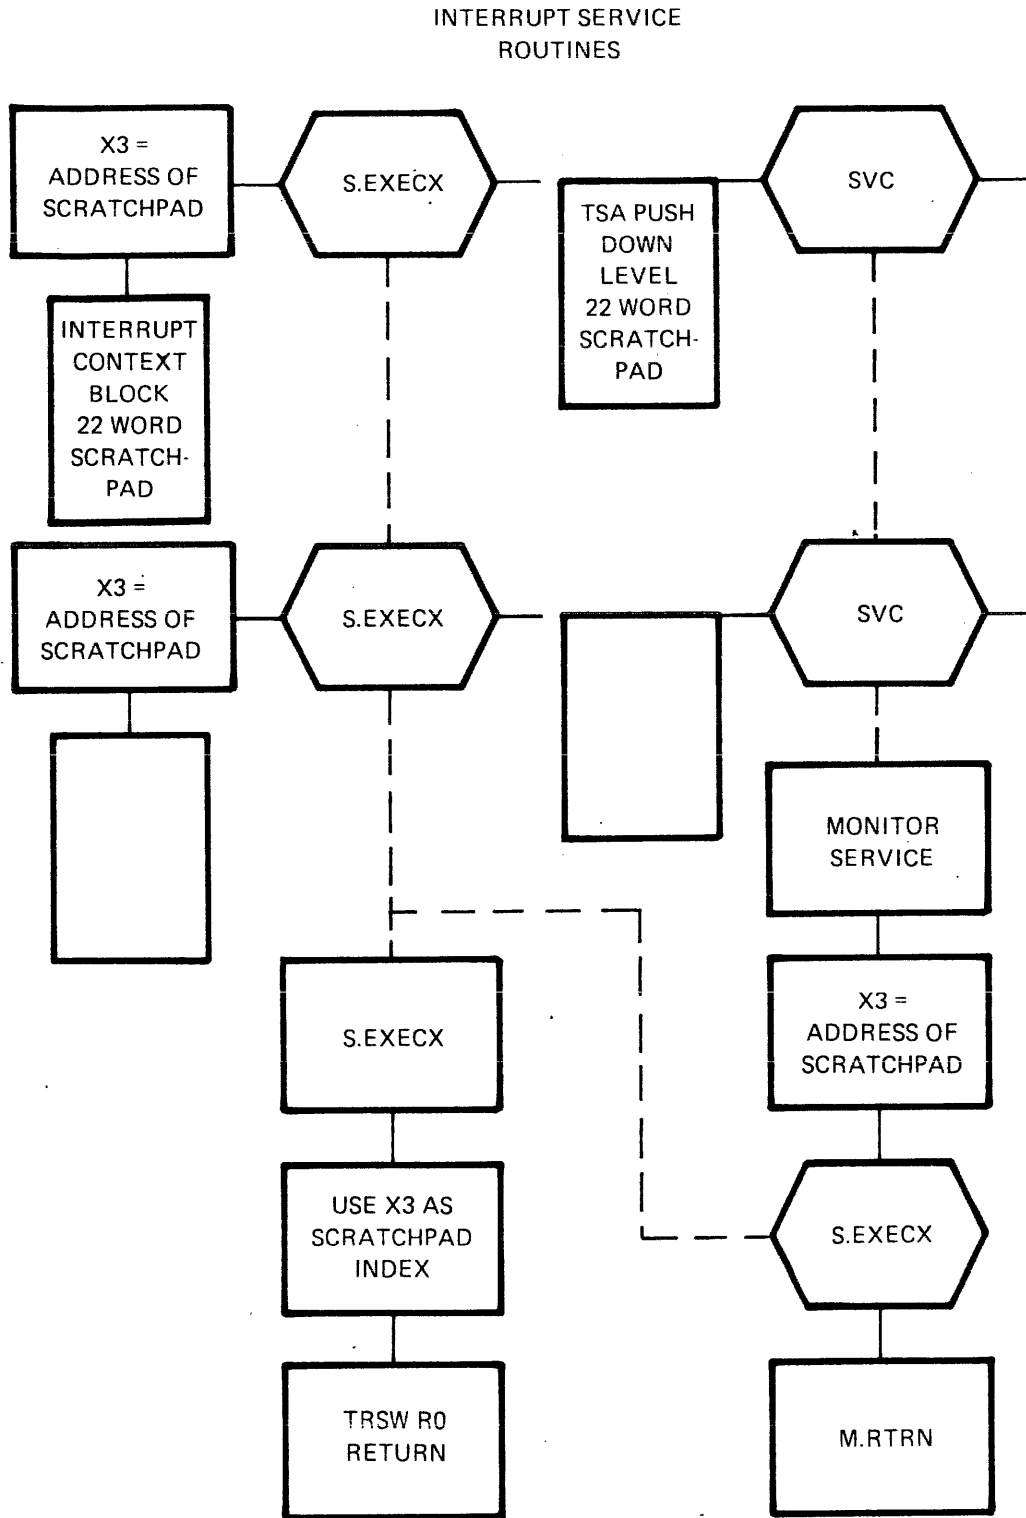 INTERRUPT SERVICE
ROUTINES
X3 =
ADDRESS OF
SCRATCHPAD
S.EXECX
TSA PUSH
DOWN
LEVEL
22 WORD
SCRATCH-
PAD
SVC
INTERRUPT
CONTEXT
BLOCK
22 WORD
SCRATCH-
PAD
X3 =
ADDRESS OF
SCRATCHPAD
S.EXECX
SVC
MONITOR
SERVICE
S.EXECX
X3 =
ADDRESS OF
SCRATCHPAD
USE X3 AS
SCRATCHPAD
INDEX
S.EXECX
TRSW R0
RETURN
M.RTRN